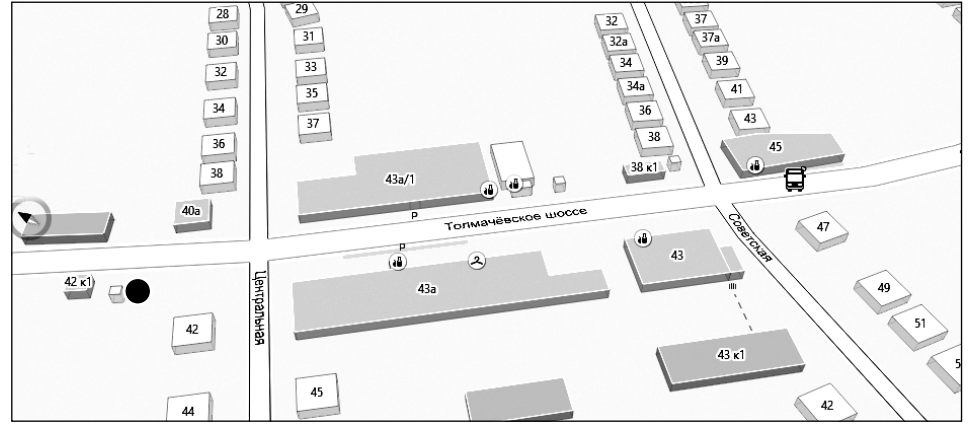 28
29
32
37
30
31
32а
37а
32
33
34
39
34
35
34а
41
36
37
36
43
38
38
45
43а/1
38 к1
40а
Р
Толмачёвское шоссе
Советская
47
Р
43
42 к1
43а
Центральная
49
42
51
43 к1
5
45
44
42